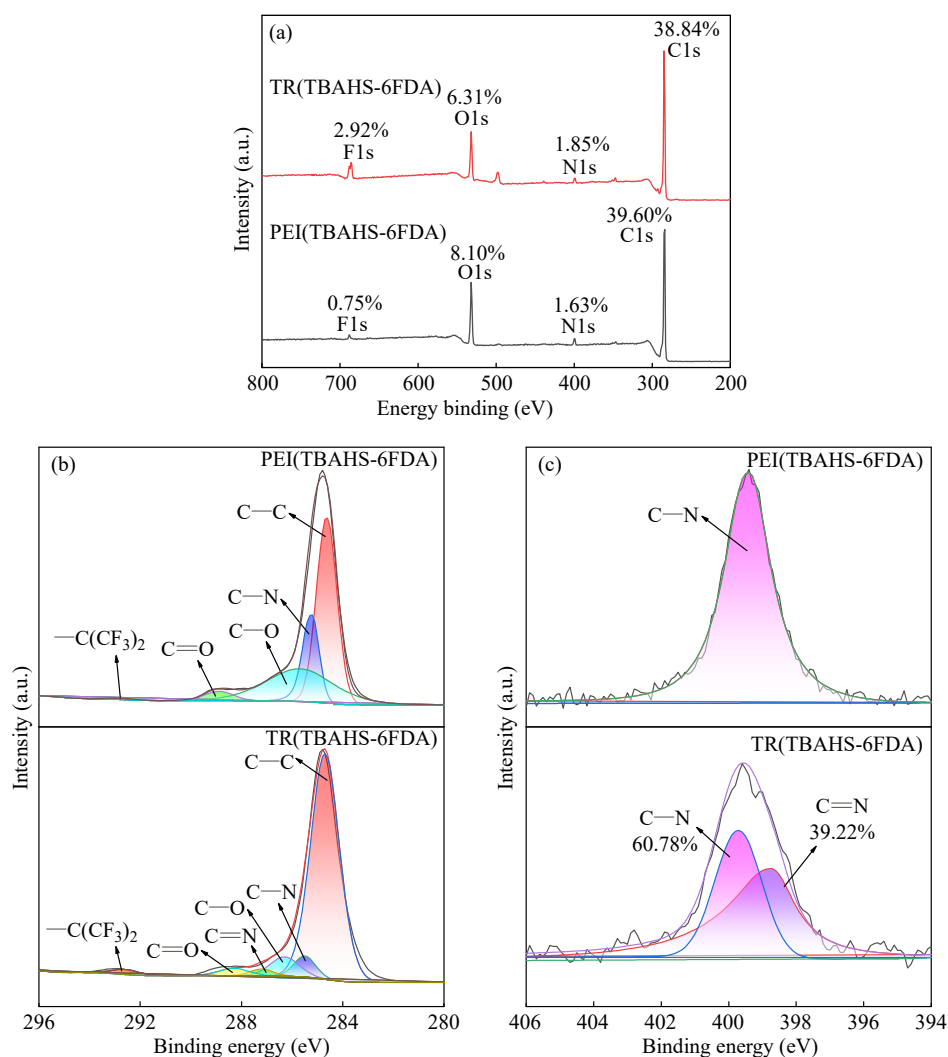 (a)
38.84%
C1s
TR(TBAHS-6FDA)
6.31%
O1s
2.92%
F1s
1.85%
N1s
39.60%
C1s
PEI(TBAHS-6FDA)
8.10%
O1s
0.75%
F1s
1.63%
N1s
Intensity (a.u.)
800 700 600 500 400 300 200
Energy binding (eV)
(b)
PEI(TBAHS-6FDA)
C—C
C—N
C—O
—C(CF₃)₂
C=O
TR(TBAHS-6FDA)
C—C
C—N
C—O
C=N
—C(CF₃)₂
C=O
Intensity (a.u.)
296 292 288 284 280
Binding energy (eV)
(c)
PEI(TBAHS-6FDA)
C—N
TR(TBAHS-6FDA)
C—N
60.78%
C=N
39.22%
Intensity (a.u.)
406 404 402 400 398 396 394
Binding energy (eV)